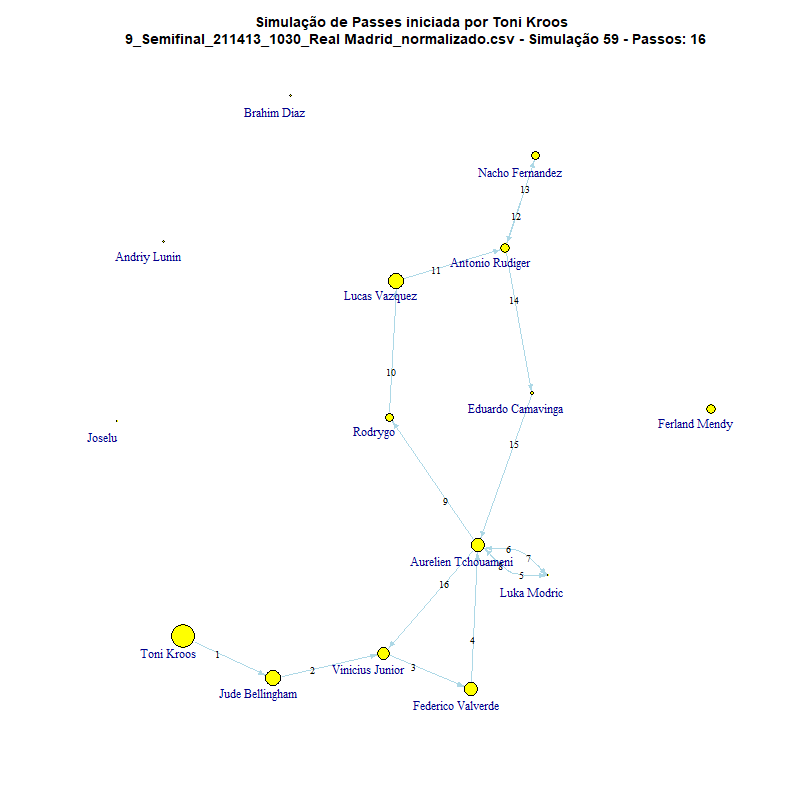 Simulação de Passes iniciada por Toni Kroos
9_Semifinal_211413_1030_Real Madrid_normalizado.csv - Simulação 59 - Passos: 16
Brahim Diaz
Nacho Fernandez
13
12
Andriy Lunin
Antonio Rudiger
11
Lucas Vazquez
14
10
Eduardo Camavinga
Ferland Mendy
Rodrygo
Joselu
15
9
6
7
Aurelien Tchouameni
8
5
16
Luka Modric
4
Toni Kroos
1
2
Vinicius Junior
3
Jude Bellingham
Federico Valverde